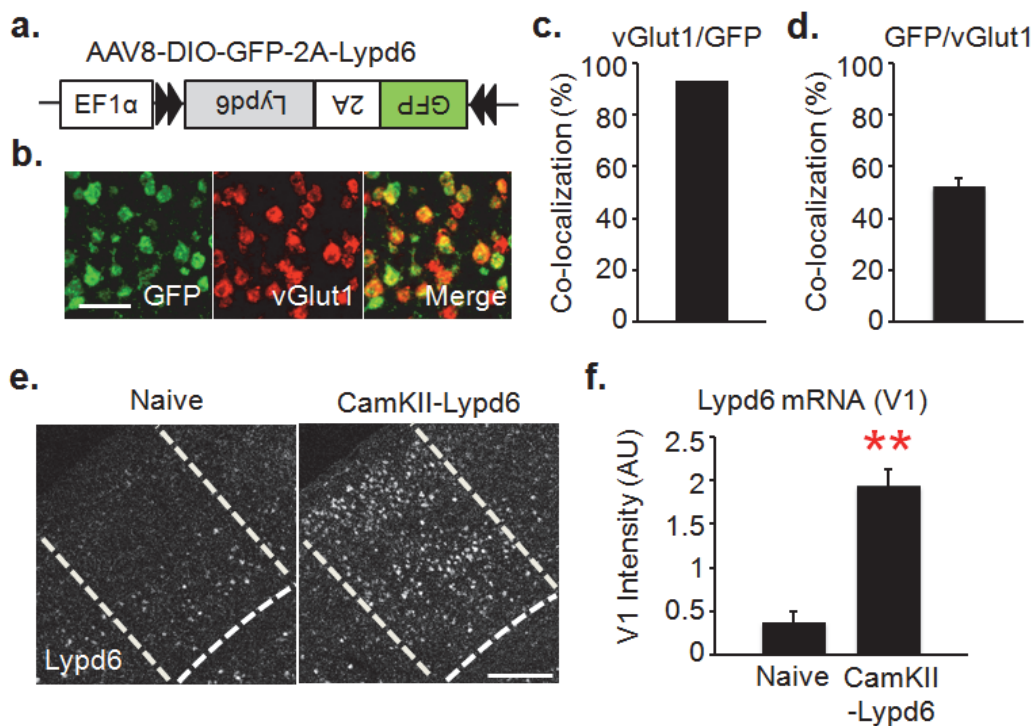 a.
AAV8-DIO-GFP-2A-Lypd6
EF1α Lypd6 2A GFP
b.
GFP vGlut1 Merge
c.
vGlut1/GFP
Co-localization (%)
100
80
60
40
20
0
d.
GFP/vGlut1
Co-localization (%)
100
80
60
40
20
0
e.
Naive CamKII-Lypd6
Lypd6
f.
Lypd6 mRNA (V1)
**
V1 Intensity (AU)
2.5
2
1.5
1
0.5
0
Naive CamKII
-Lypd6